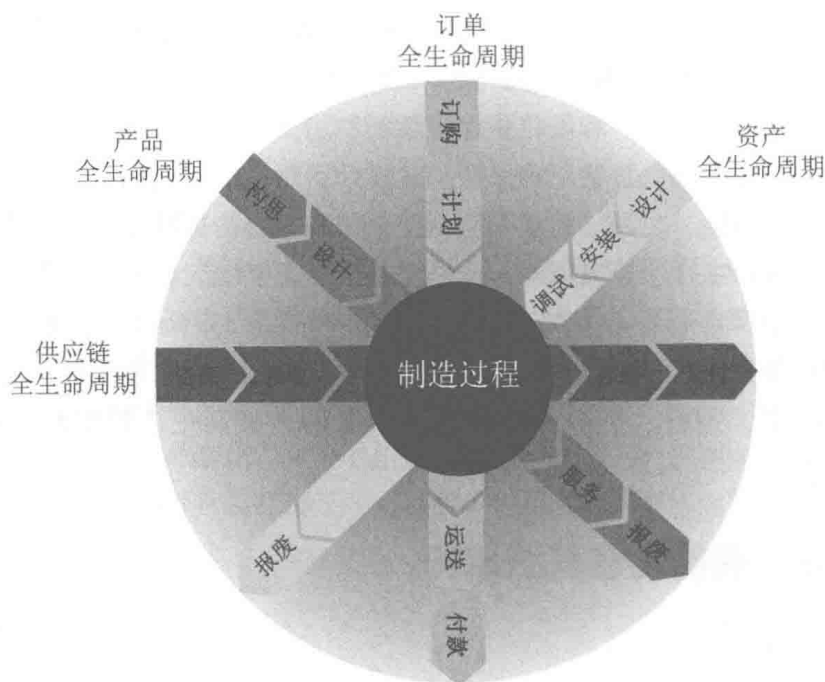 订单
全生命周期
产品
全生命周期
资产
全生命周期
订购
计划
构思
设计
设计
安装
调试
供应链
全生命周期
制造过程
服务
报废
报废
运送
付款